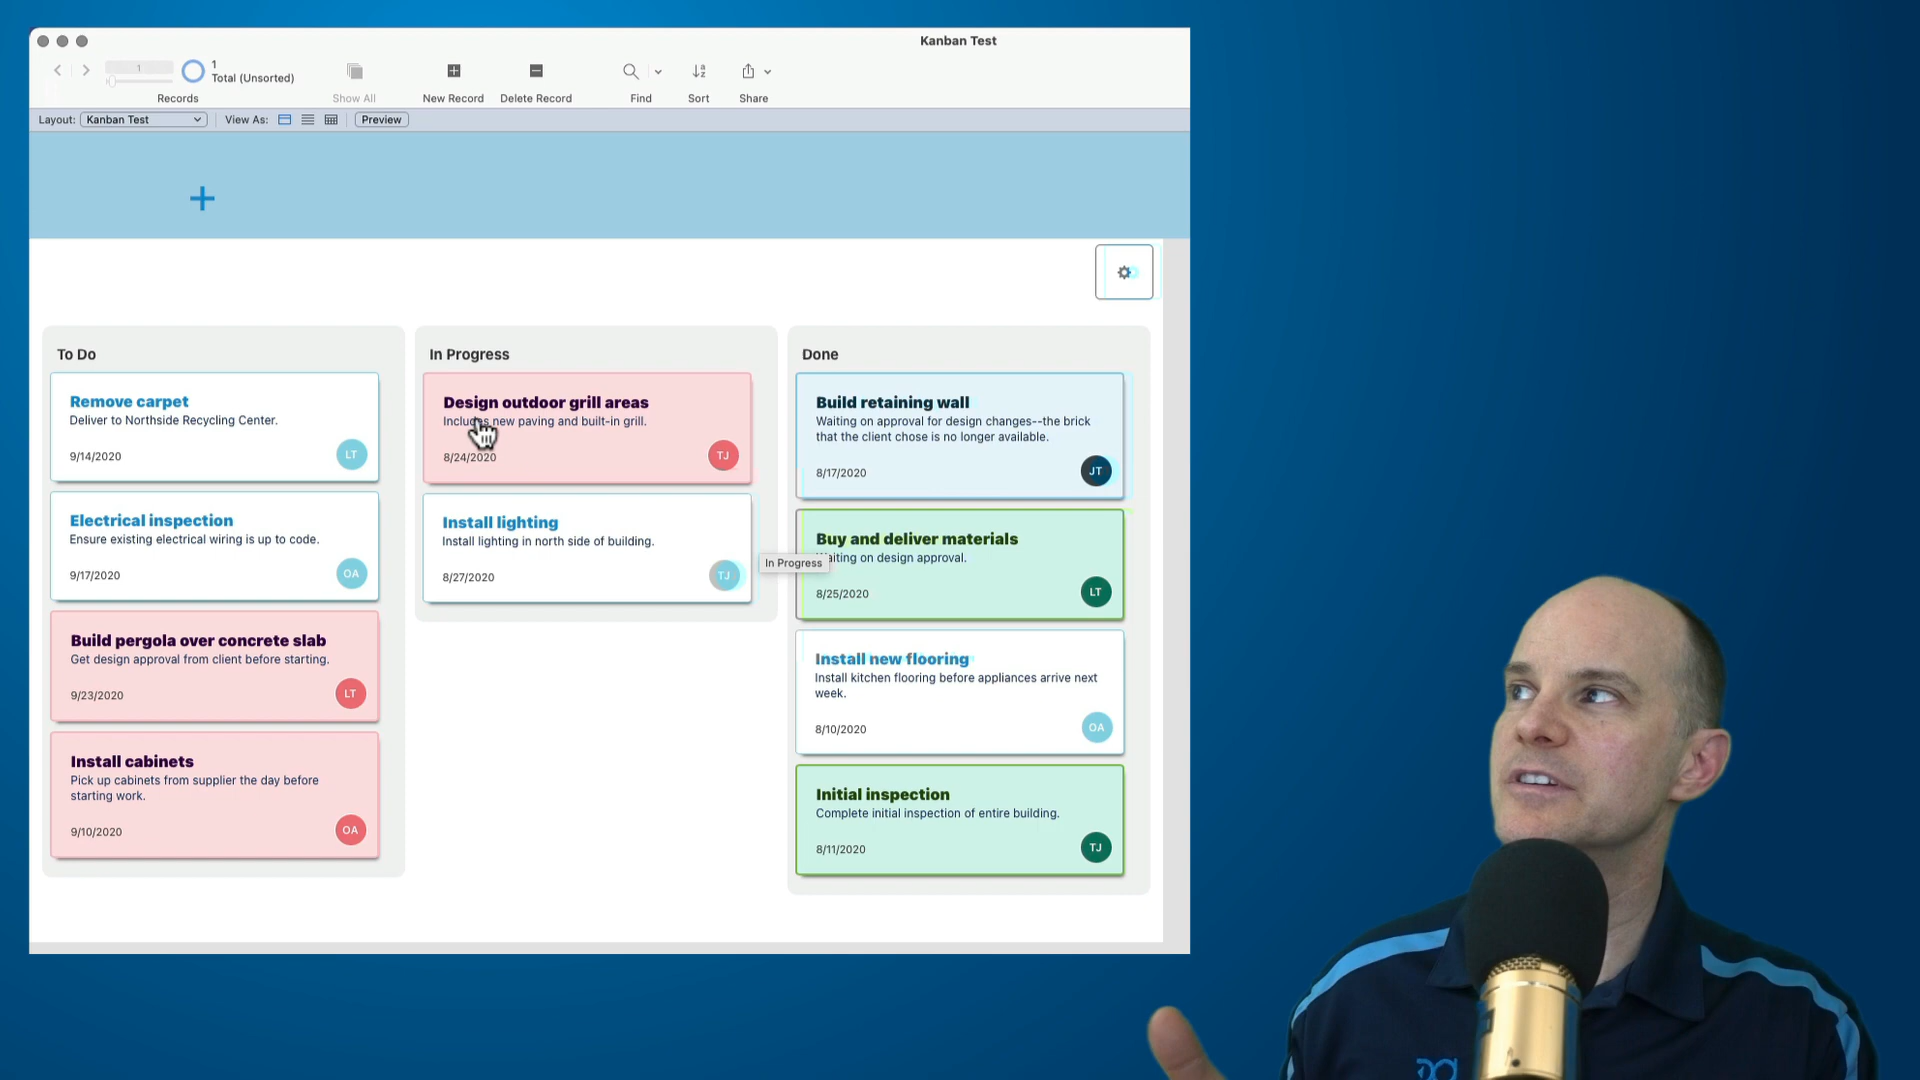 Kanban Test
1
1
Total (Unsorted)
Records
Show All
New Record
Delete Record
Find
Sort
Share
Layout: Kanban Test
View As:
Preview
To Do
Remove carpet
Deliver to Northside Recycling Center.
9/14/2020
LT
Electrical inspection
Ensure existing electrical wiring is up to code.
9/17/2020
OA
Build pergola over concrete slab
Get design approval from client before starting.
9/23/2020
LT
Install cabinets
Pick up cabinets from supplier the day before
starting work.
9/10/2020
OA
In Progress
Design outdoor grill areas
Includes new paving and built-in grill.
8/24/2020
TJ
Install lighting
Install lighting in north side of building.
8/27/2020
TJ
In Progress
Done
Build retaining wall
Waiting on approval for design changes--the brick
that the client chose is no longer available.
8/17/2020
JT
Buy and deliver materials
Waiting on design approval.
8/25/2020
LT
Install new flooring
Install kitchen flooring before appliances arrive next
week.
8/10/2020
OA
Initial inspection
Complete initial inspection of entire building.
8/11/2020
TJ